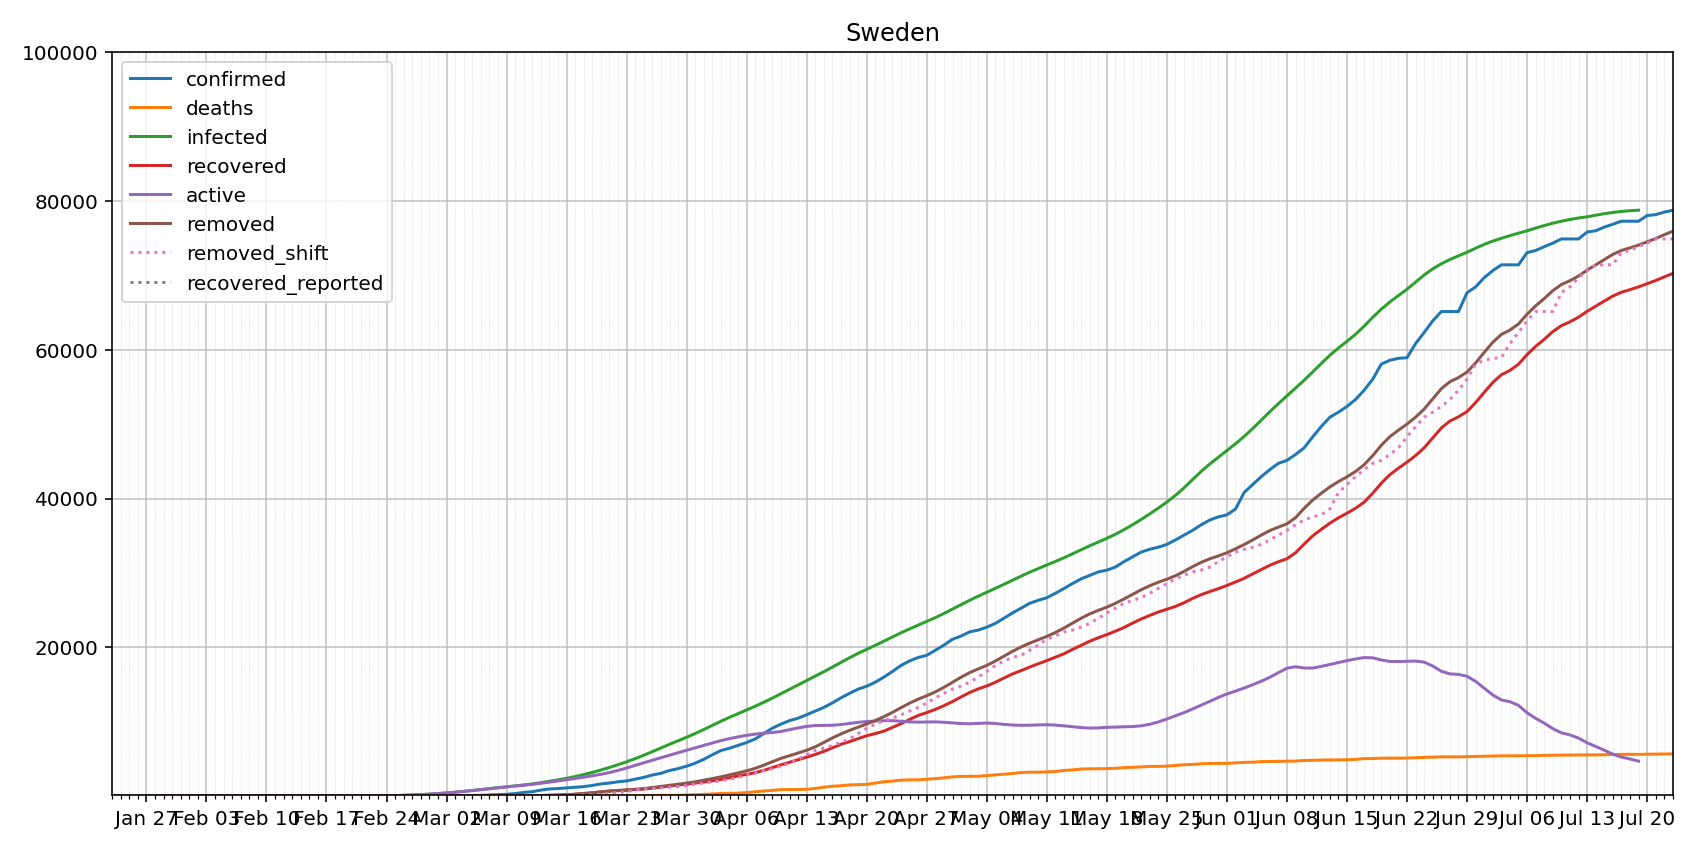 Sweden
100000
80000
60000
40000
20000
confirmed
deaths
infected
recovered
active
removed
removed_shift
recovered_reported
Jan 27 Feb 03 Feb 10 Feb 17 Feb 24 Mar 02 Mar 09 Mar 16 Mar 23 Mar 30 Apr 06 Apr 13 Apr 20 Apr 27 May 04 May 11 May 18 May 25 Jun 01 Jun 08 Jun 15 Jun 22 Jun 29 Jul 06 Jul 13 Jul 20